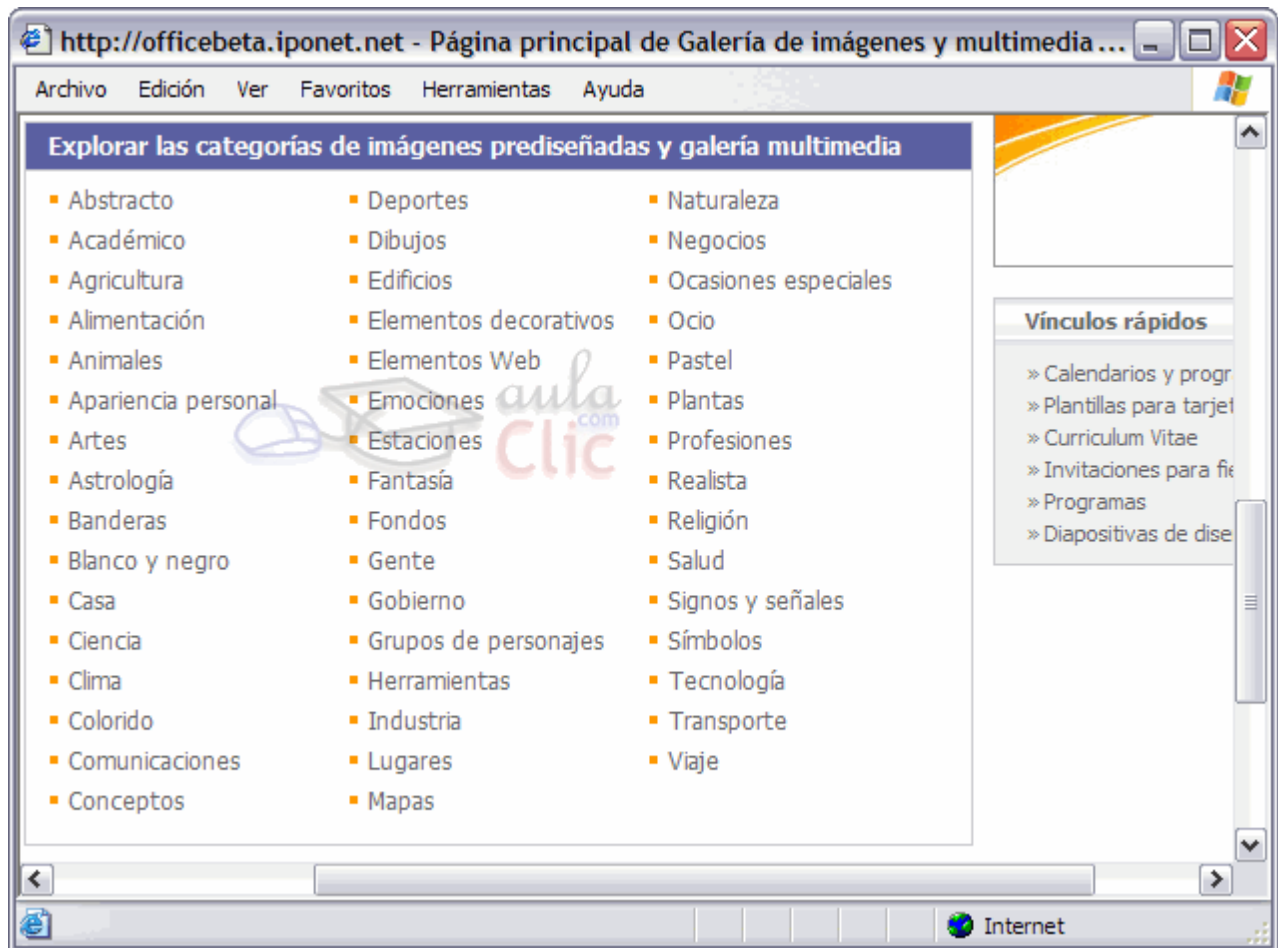 http://officebeta.iponet.net - Página principal de Galería de imágenes y multimedia ...
Archivo Edición Ver Favoritos Herramientas Ayuda
Explorar las categorías de imágenes prediseñadas y galería multimedia
Abstracto
Académico
Agricultura
Alimentación
Animales
Apariencia personal
Artes
Astrología
Banderas
Blanco y negro
Casa
Ciencia
Clima
Colorido
Comunicaciones
Conceptos
Deportes
Dibujos
Edificios
Elementos decorativos
Elementos Web
Emociones
Estaciones
Fantasía
Fondos
Gente
Gobierno
Grupos de personajes
Herramientas
Industria
Lugares
Mapas
Naturaleza
Negocios
Ocasiones especiales
Ocio
Pastel
Plantas
Profesiones
Realista
Religión
Salud
Signos y señales
Símbolos
Tecnología
Transporte
Viaje
aula
com
Clic
Vínculos rápidos
» Calendarios y progr
» Plantillas para tarjet
» Curriculum Vitae
» Invitaciones para fie
» Programas
» Diapositivas de dise
Internet